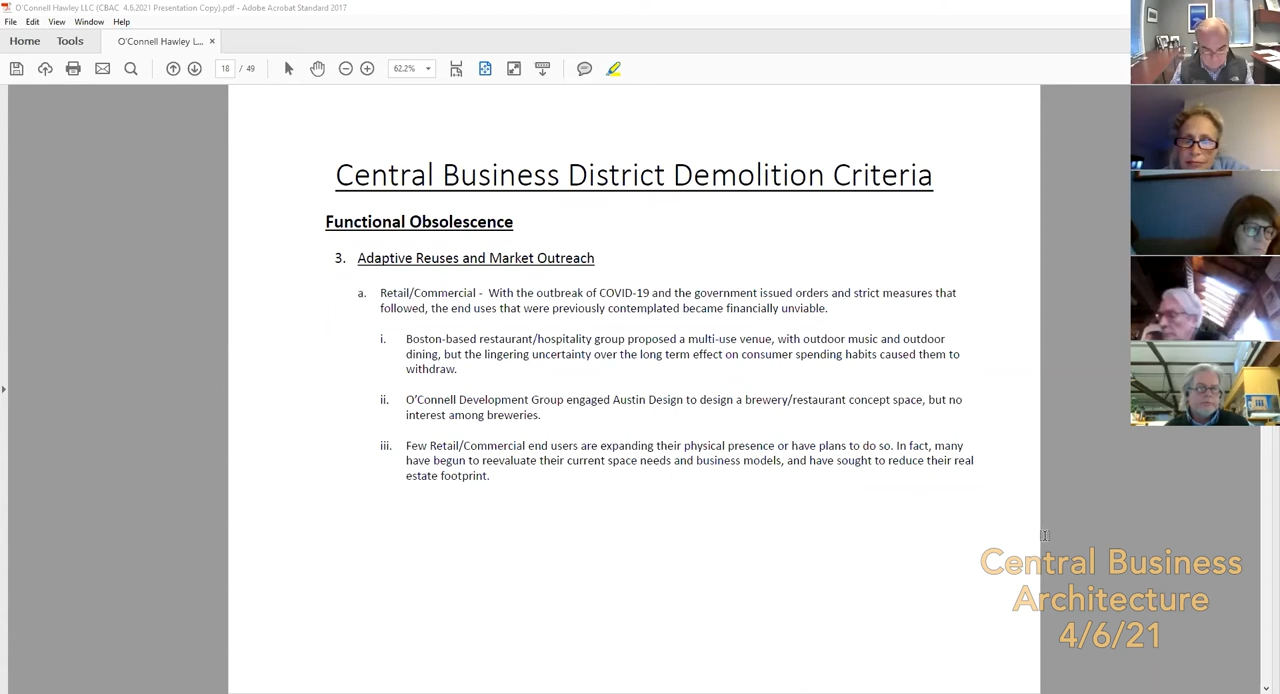 O'Connell Hawley LLC (CBAC 4.6.2021 Presentation Copy).pdf - Adobe Acrobat Standard 2017
File Edit View Window Help
Home Tools O'Connell Hawley L... ×
18 / 49 62.2%
Central Business District Demolition Criteria
Functional Obsolescence
3. Adaptive Reuses and Market Outreach
a. Retail/Commercial - With the outbreak of COVID-19 and the government issued orders and strict measures that
followed, the end uses that were previously contemplated became financially unviable.
i. Boston-based restaurant/hospitality group proposed a multi-use venue, with outdoor music and outdoor
dining, but the lingering uncertainty over the long term effect on consumer spending habits caused them to
withdraw.
ii. O'Connell Development Group engaged Austin Design to design a brewery/restaurant concept space, but no
interest among breweries.
iii. Few Retail/Commercial end users are expanding their physical presence or have plans to do so. In fact, many
have begun to reevaluate their current space needs and business models, and have sought to reduce their real
estate footprint.
Central Business
Architecture
4/6/21